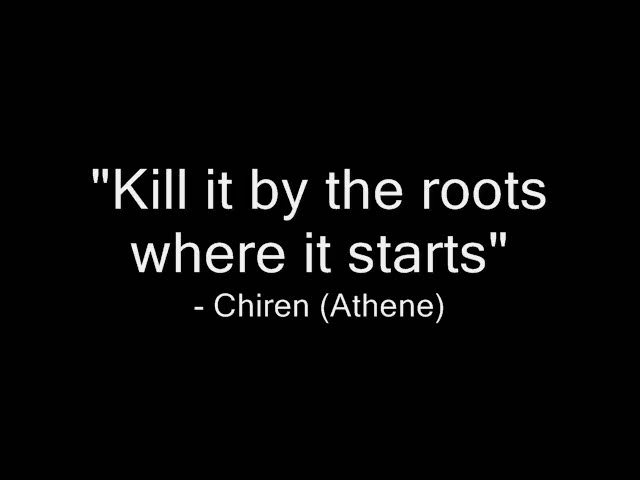 "Kill it by the roots
where it starts"
- Chiren (Athene)